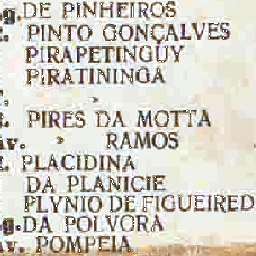 g. DE PINHEIROS
PINTO GONÇALVES
PIRAPETINGUY
PIRATININGA
PIRES DA MOTTA
v. » RAMOS
PLACIDINA
DA PLANICIE
PLYNIO DE FIGUEIRED
g. DA POLVORA
v. POMPEIA